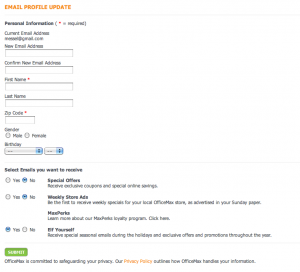 EMAIL PROFILE UPDATE
Personal Information ( * = required)
Current Email Address
messel@gmail.com
New Email Address
Confirm New Email Address
First Name *
Last Name
Zip Code *
Gender
Male Female
Birthday
Select Emails you want to receive
Yes No Special Offers
Receive exclusive coupons and special online savings.
Yes No Weekly Store Ads
Be the first to receive weekly specials for your local OfficeMax store, as advertised in your Sunday paper.
MaxPerks
Learn more about our MaxPerks loyalty program. Click here.
Yes No Elf Yourself
Receive special seasonal emails during the holidays and exclusive offers and promotions throughout the year.
SUBMIT
OfficeMax is committed to safeguarding your privacy. Our Privacy Policy outlines how OfficeMax handles your information.